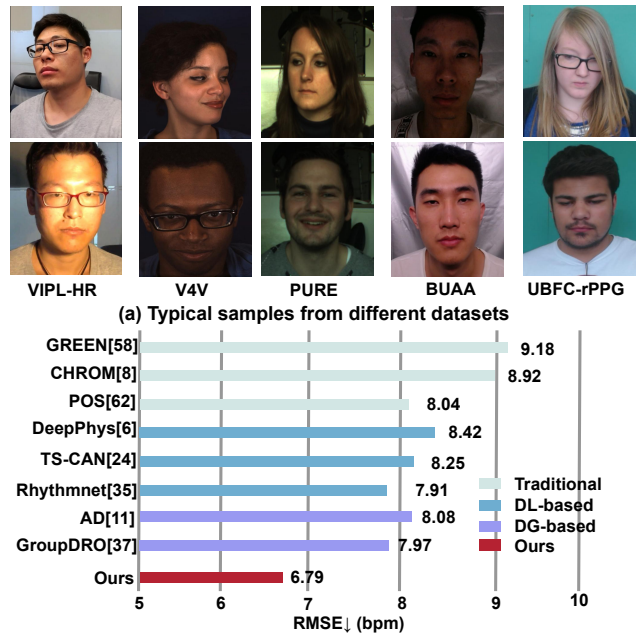 VIPL-HR V4V PURE BUAA UBFC-rPPG
(a) Typical samples from different datasets
GREEN[58] 9.18
CHROM[8] 8.92
POS[62] 8.04
DeepPhys[6] 8.42
TS-CAN[24] 8.25
Rhythmnet[35] 7.91
AD[11] 8.08
GroupDRO[37] 7.97
Ours 6.79
Traditional
DL-based
DG-based
Ours
5 6 7 8 9 10
RMSE↓ (bpm)